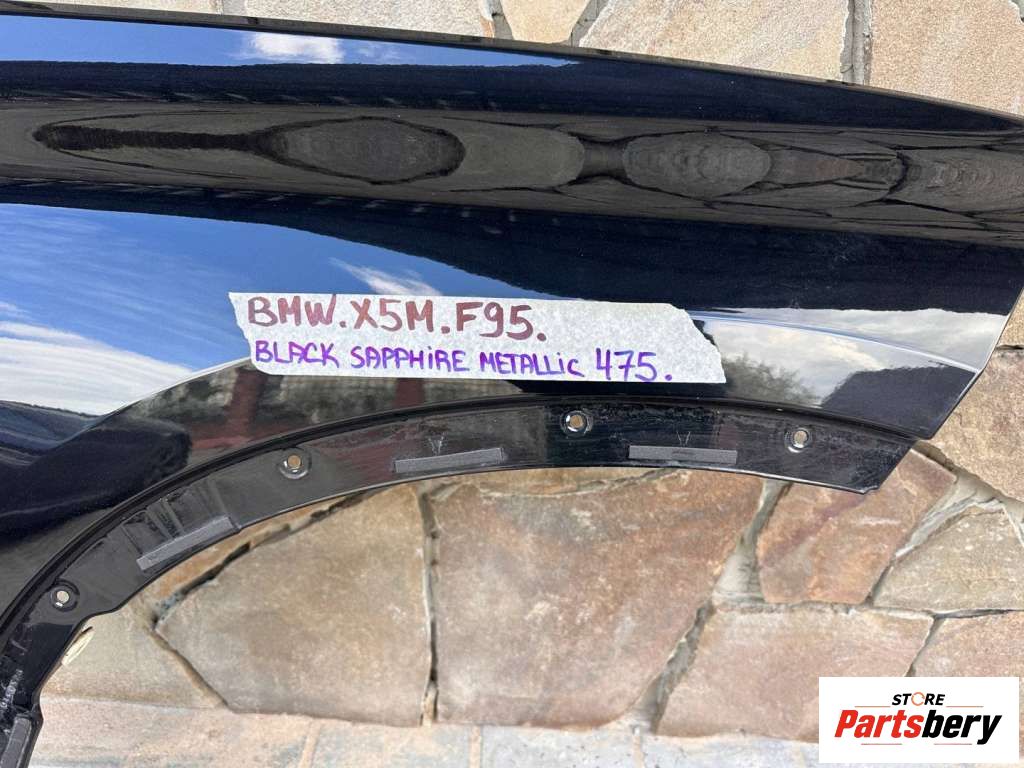 BMW.X5M.F95.
BLACK SAPPHiRE METALLiC 475.
STORE
Partsbery